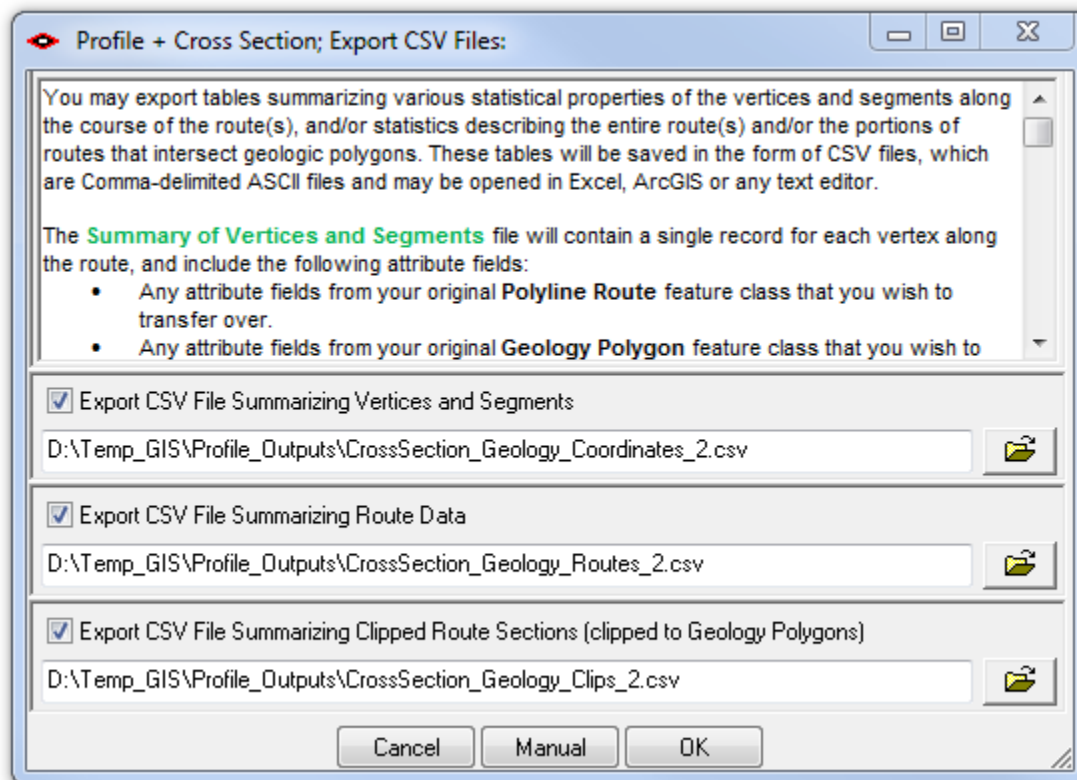 Profile + Cross Section; Export CSV Files:
You may export tables summarizing various statistical properties of the vertices and segments along
the course of the route(s), and/or statistics describing the entire route(s) and/or the portions of
routes that intersect geologic polygons. These tables will be saved in the form of CSV files, which
are Comma-delimited ASCII files and may be opened in Excel, ArcGIS or any text editor.
The Summary of Vertices and Segments file will contain a single record for each vertex along
the route, and include the following attribute fields:
• Any attribute fields from your original Polyline Route feature class that you wish to
transfer over.
• Any attribute fields from your original Geology Polygon feature class that you wish to
Export CSV File Summarizing Vertices and Segments
D:\Temp_GIS\Profile_Outputs\CrossSection_Geology_Coordinates_2.csv
Export CSV File Summarizing Route Data
D:\Temp_GIS\Profile_Outputs\CrossSection_Geology_Routes_2.csv
Export CSV File Summarizing Clipped Route Sections (clipped to Geology Polygons)
D:\Temp_GIS\Profile_Outputs\CrossSection_Geology_Clips_2.csv
Cancel Manual OK